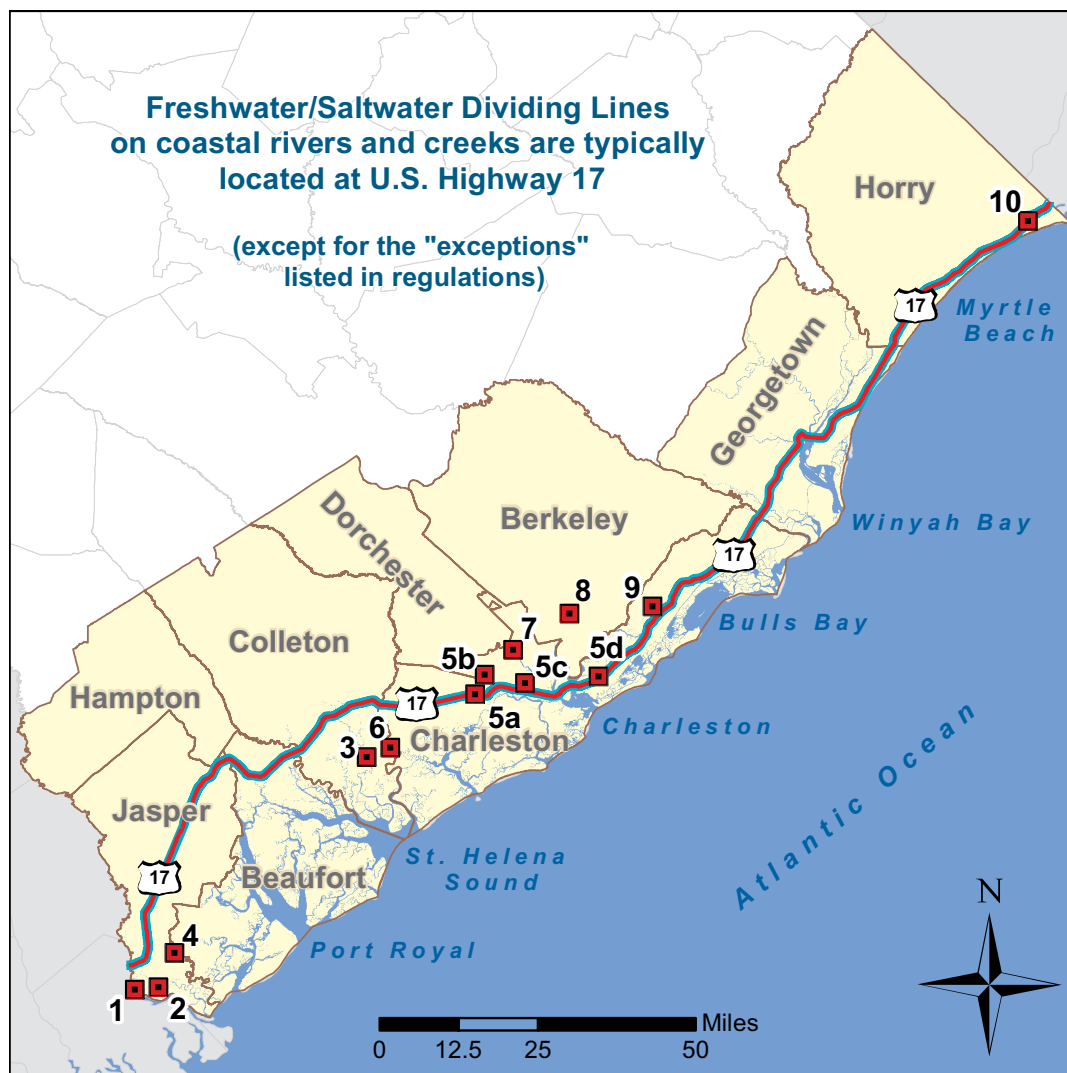 Freshwater/Saltwater Dividing Lines
on coastal rivers and creeks are typically
located at U.S. Highway 17
(except for the "exceptions"
listed in regulations)
Horry
10
17
Myrtle
Beach
Georgetown
Winyah Bay
Berkeley
Dorchester
17
8
9
Bulls Bay
7
Colleton
5b
5c
5d
Hampton
17
5a
Charleston
6
Charleston
3
Atlantic Ocean
Jasper
St. Helena
Sound
17
Beaufort
N
4
Port Royal
1
2
Miles
0
12.5
25
50